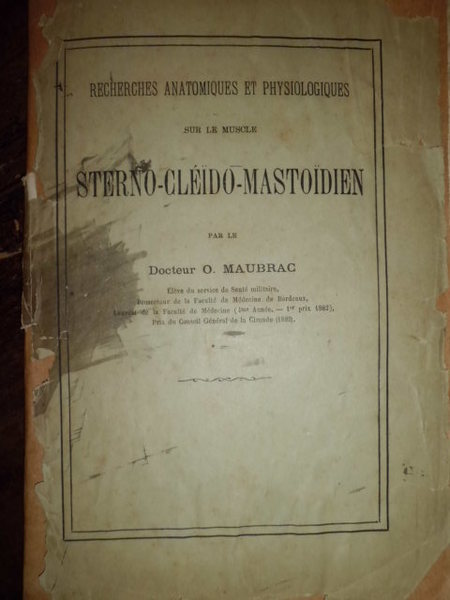 RECHERCHES ANATOMIQUES ET PHYSIOLOGIQUES
SUR LE MUSCLE
STERNO-CLÉÏDO-MASTOÏDIEN
PAR LE
Docteur O. MAUBRAC
Élève du service de Santé militaire,
Prosecteur de la Faculté de Médecine de Bordeaux,
Lauréat de la Faculté de Médecine ( Année. — 1er prix 1882),
Prix du Conseil Général de la Gironde (1882).